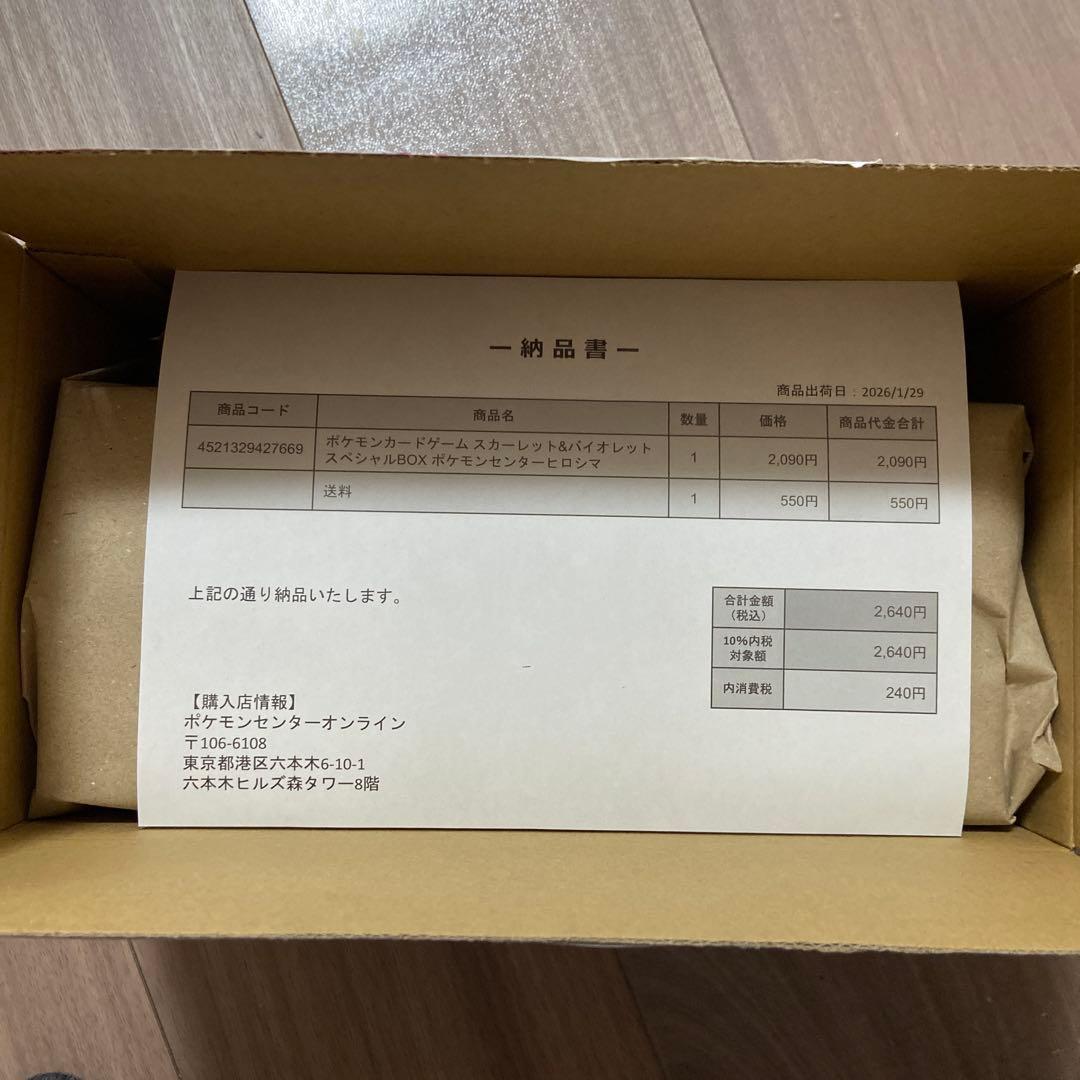 ー納品書ー
商品出荷日：2026/1/29
商品コード 商品名 数量 価格 商品代金合計
4521329427669 ポケモンカードゲーム スカーレット&バイオレット
スペシャルBOX ポケモンセンターヒロシマ 1 2,090円 2,090円
送料 1 550円 550円
上記の通り納品いたします。
合計金額
（税込） 2,640円
10%内税
対象額 2,640円
内消費税 240円
【購入店情報】
ポケモンセンターオンライン
〒106-6108
東京都港区六本木6-10-1
六本木ヒルズ森タワー8階